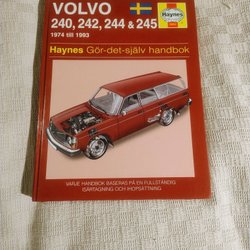 VOLVO
240, 242, 244 & 245
1974 till 1993
Haynes
Haynes Gör-det-själv handbok
VARJE HANDBOK BASERAS PÅ EN FULLSTÄNDIG
ISÄRTAGNING OCH IHOPSÄTTNING